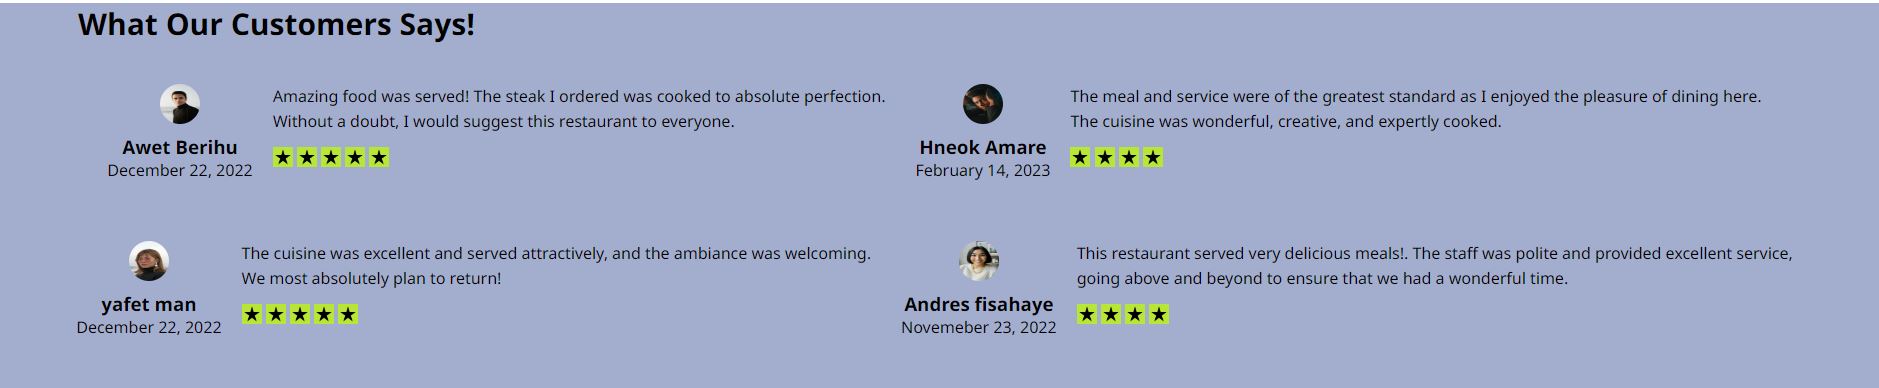 What Our Customers Says!
Amazing food was served! The steak I ordered was cooked to absolute perfection.
Without a doubt, I would suggest this restaurant to everyone.
Awet Berihu
December 22, 2022
The meal and service were of the greatest standard as I enjoyed the pleasure of dining here.
The cuisine was wonderful, creative, and expertly cooked.
Hneok Amare
February 14, 2023
The cuisine was excellent and served attractively, and the ambiance was welcoming.
We most absolutely plan to return!
yafet man
December 22, 2022
This restaurant served very delicious meals!. The staff was polite and provided excellent service,
going above and beyond to ensure that we had a wonderful time.
Andres fisahaye
Novemeber 23, 2022